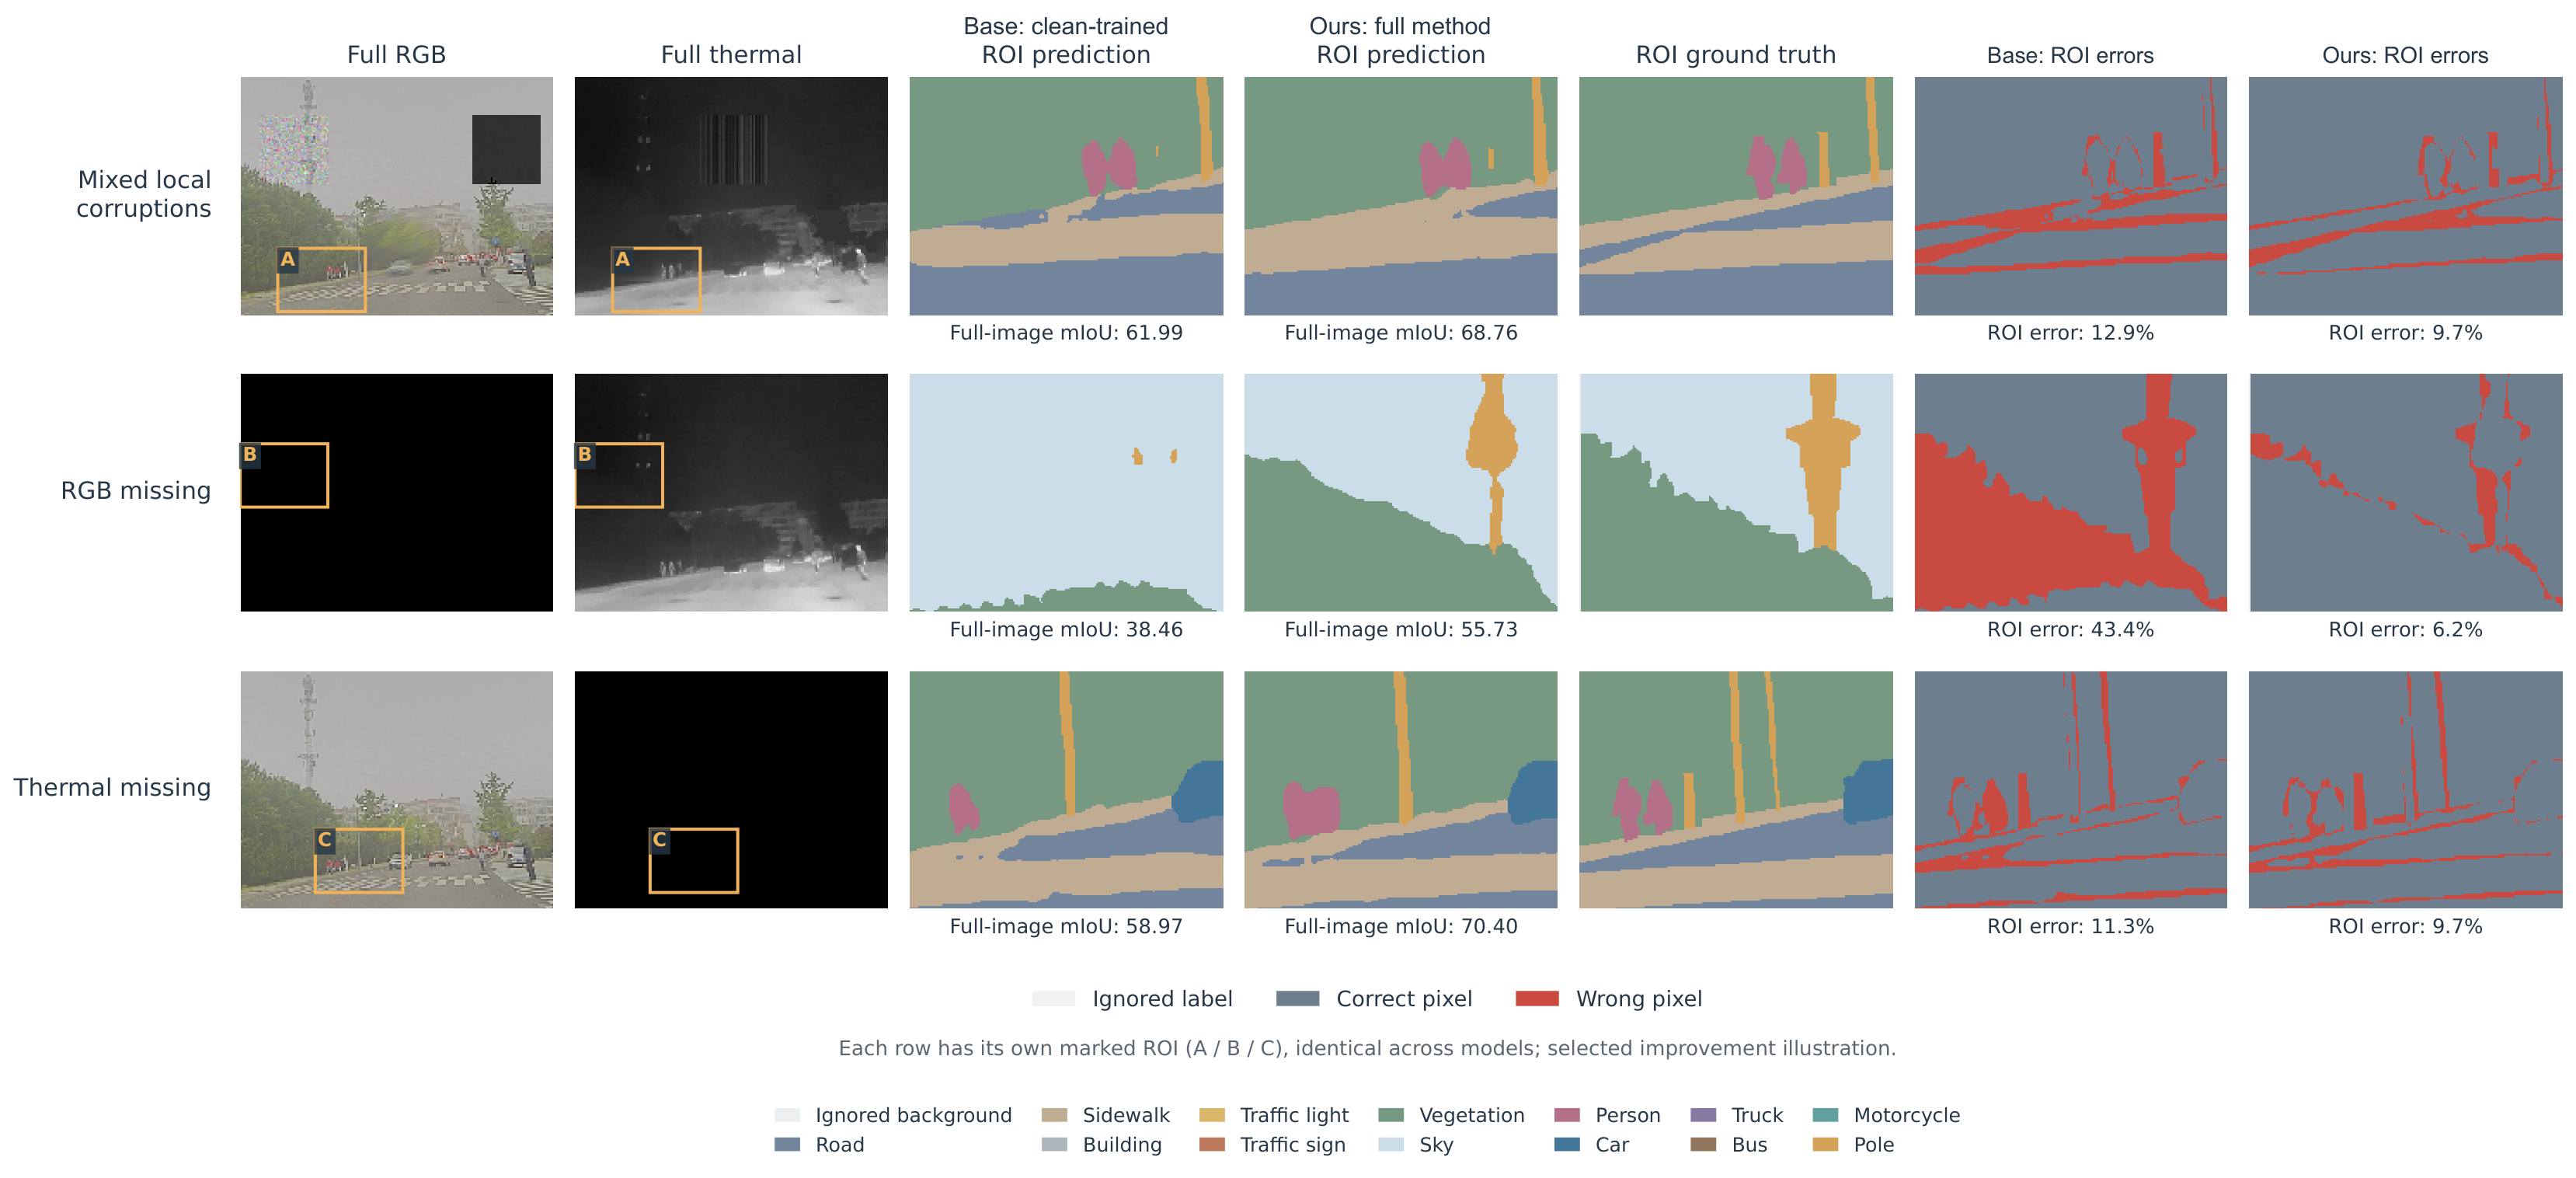 Full RGB
Full thermal
Base: clean-trained
ROI prediction
Ours: full method
ROI prediction
ROI ground truth
Base: ROI errors
Ours: ROI errors
Mixed local
corruptions
A
A
Full-image mIoU: 61.99
Full-image mIoU: 68.76
ROI error: 12.9%
ROI error: 9.7%
RGB missing
B
B
Full-image mIoU: 38.46
Full-image mIoU: 55.73
ROI error: 43.4%
ROI error: 6.2%
Thermal missing
C
C
Full-image mIoU: 58.97
Full-image mIoU: 70.40
ROI error: 11.3%
ROI error: 9.7%
Ignored label
Correct pixel
Wrong pixel
Each row has its own marked ROI (A / B / C), identical across models; selected improvement illustration.
Ignored background
Sidewalk
Traffic light
Vegetation
Person
Truck
Motorcycle
Road
Building
Traffic sign
Sky
Car
Bus
Pole